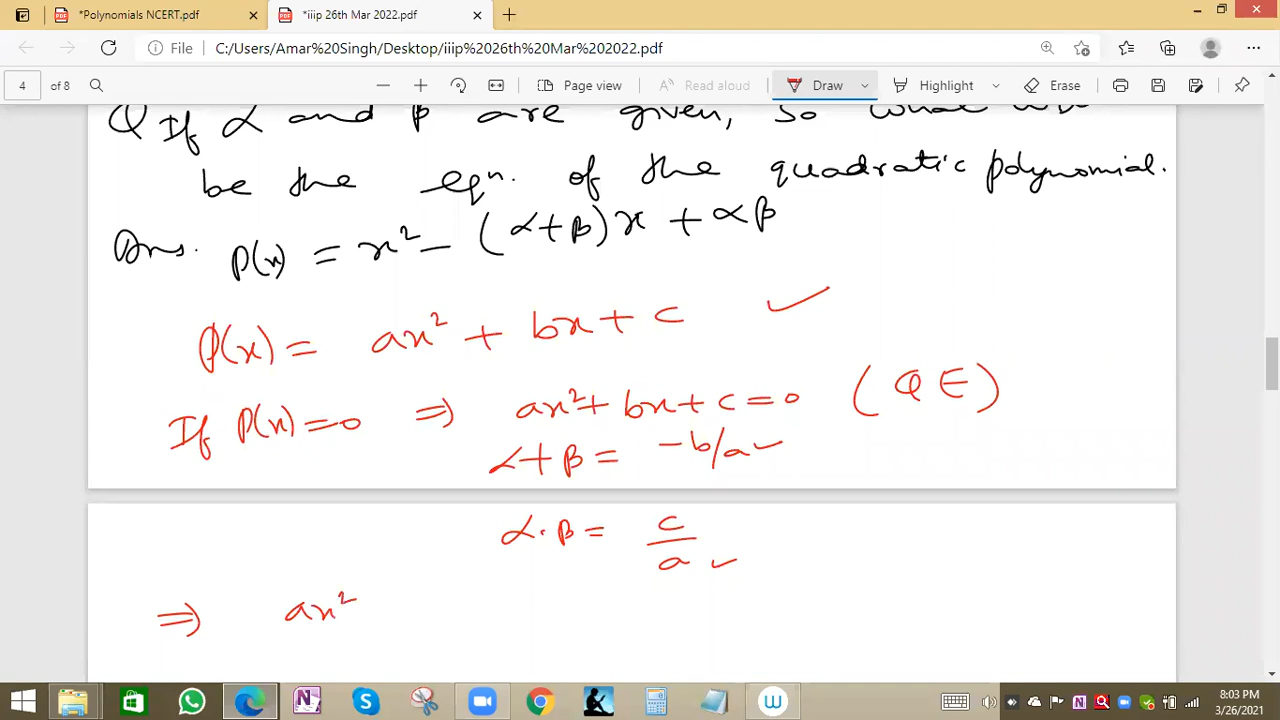 *Polynomials NCERT.pdf
*iiip 26th Mar 2022.pdf
File C:/Users/Amar%20Singh/Desktop/iiip%2026th%20Mar%202022.pdf
4 of 8 Page view Read aloud Draw Highlight Erase
Q If α and β are given, so what
be the eqn. of the quadratic polynomial.
Ans. P(x) = x² - (α+β)x + αβ
P(x) = ax² + bx + c ✓
If P(x)=0 ⇒ ax²+ bx + c = 0 (QE)
α+β = -b/a ✓
α·β = c/a ✓
⇒ ax²
8:03 PM
3/26/2021